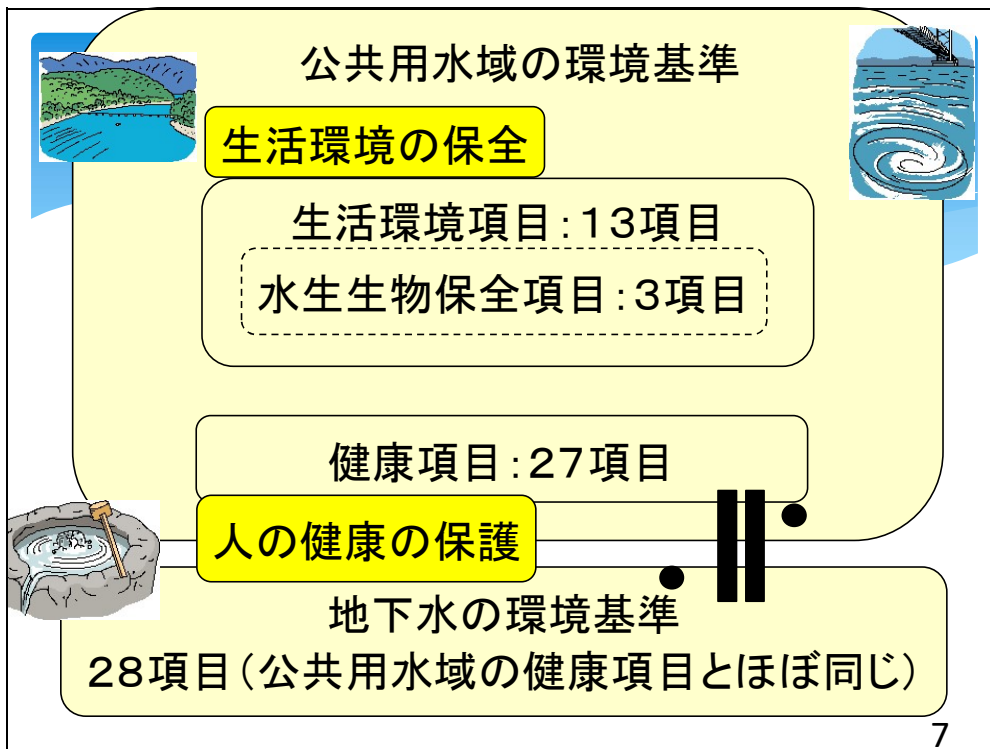 公共用水域の環境基準
生活環境の保全
生活環境項目：１３項目
水生生物保全項目：３項目
健康項目：２７項目
人の健康の保護
地下水の環境基準
２８項目（公共用水域の健康項目とほぼ同じ）
7